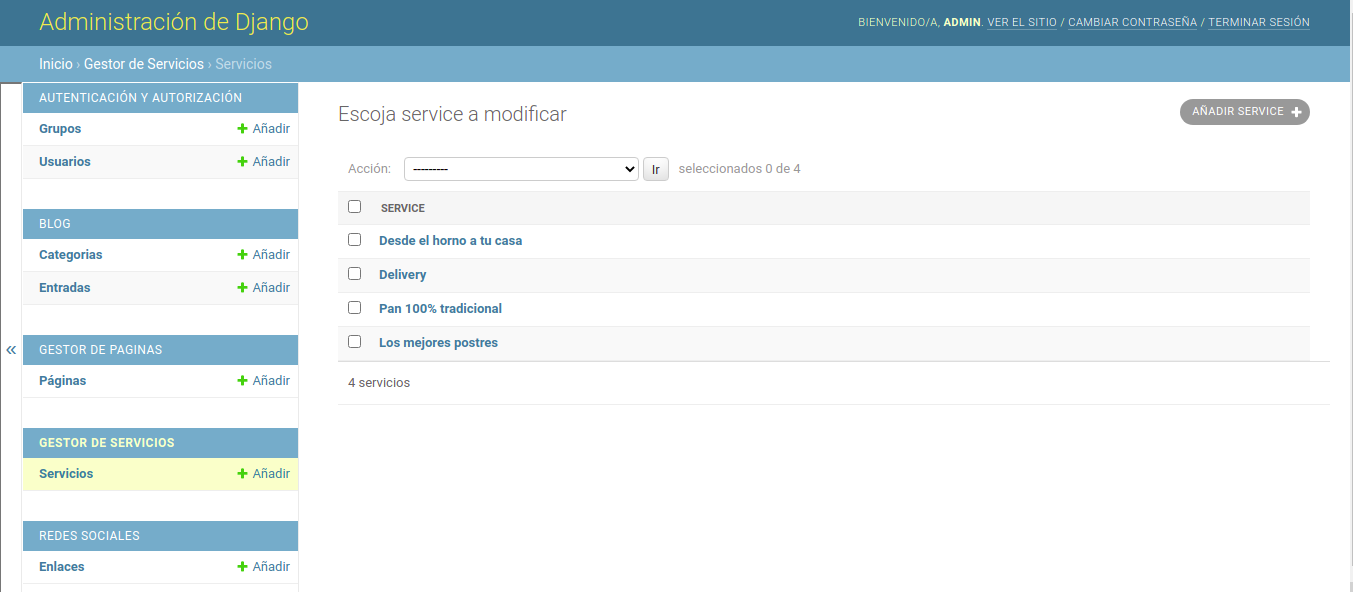 Administración de Django
BIENVENIDO/A, ADMIN. VER EL SITIO / CAMBIAR CONTRASEÑA / TERMINAR SESIÓN
Inicio › Gestor de Servicios › Servicios
«
AUTENTICACIÓN Y AUTORIZACIÓN
Grupos + Añadir
Usuarios + Añadir
BLOG
Categorias + Añadir
Entradas + Añadir
GESTOR DE PAGINAS
Páginas + Añadir
GESTOR DE SERVICIOS
Servicios + Añadir
REDES SOCIALES
Enlaces + Añadir
Escoja service a modificar
AÑADIR SERVICE +
Acción: --------- Ir seleccionados 0 de 4
SERVICE
Desde el horno a tu casa
Delivery
Pan 100% tradicional
Los mejores postres
4 servicios